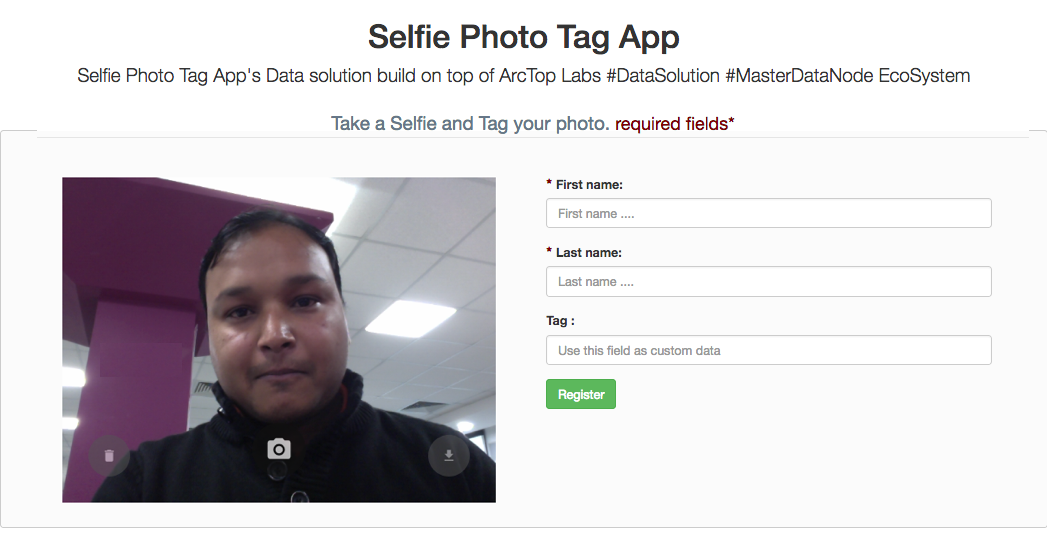 Selfie Photo Tag App
Selfie Photo Tag App's Data solution build on top of ArcTop Labs #DataSolution #MasterDataNode EcoSystem
Take a Selfie and Tag your photo. required fields*
* First name:
First name ....
* Last name:
Last name ....
Tag :
Use this field as custom data
Register